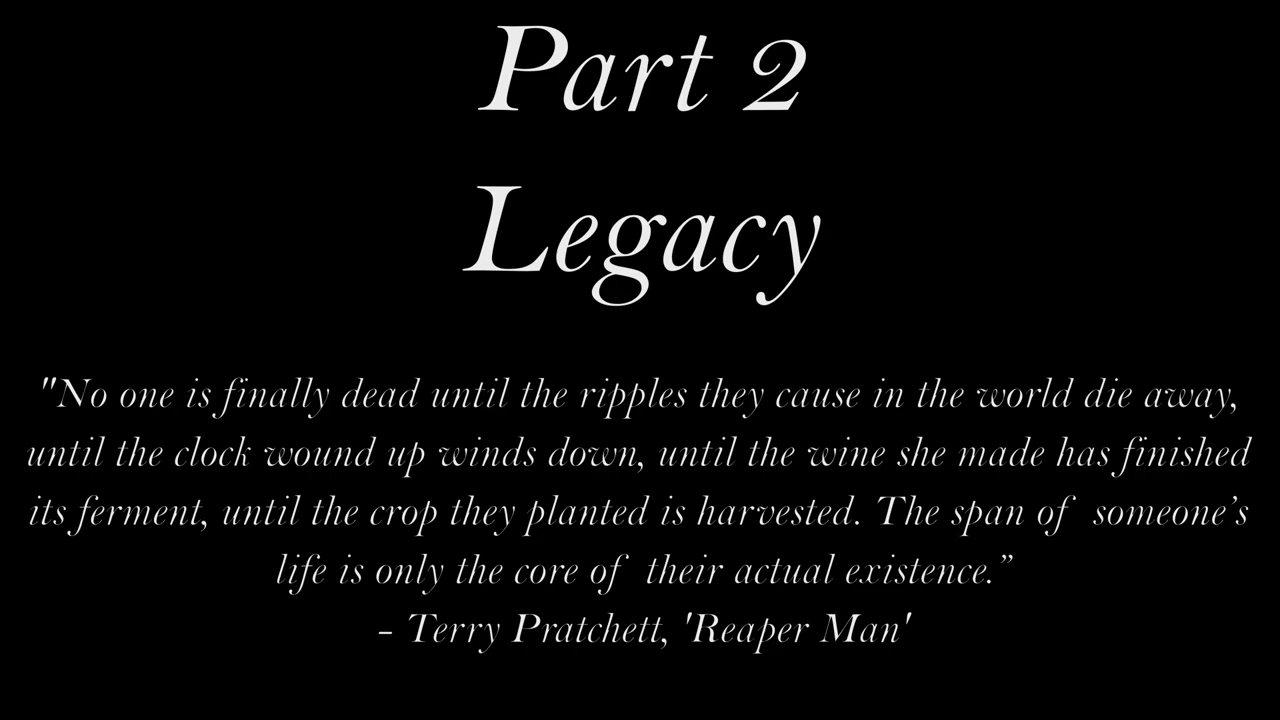 Part 2
Legacy
"No one is finally dead until the ripples they cause in the world die away,
until the clock wound up winds down, until the wine she made has finished
its ferment, until the crop they planted is harvested. The span of someone’s
life is only the core of their actual existence.”
- Terry Pratchett, 'Reaper Man'